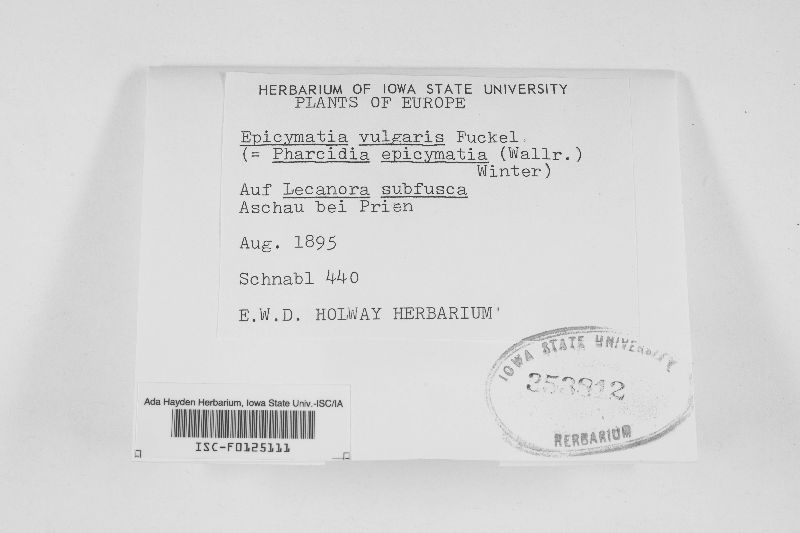 HERBARIUM OF IOWA STATE UNIVERSITY
PLANTS OF EUROPE
Epicymatia vulgaris Fuckel.
(= Pharcidia epicymatia (Wallr.)
Winter)
Auf Lecanora subfusca
Aschau bei Prien
Aug. 1895
Schnabl 440
E.W.D. HOLWAY HERBARIUM
IOWA STATE UNIVERSITY
353812
HERBARIUM
Ada Hayden Herbarium, Iowa State Univ.-ISC/IA
ISC-F0125111